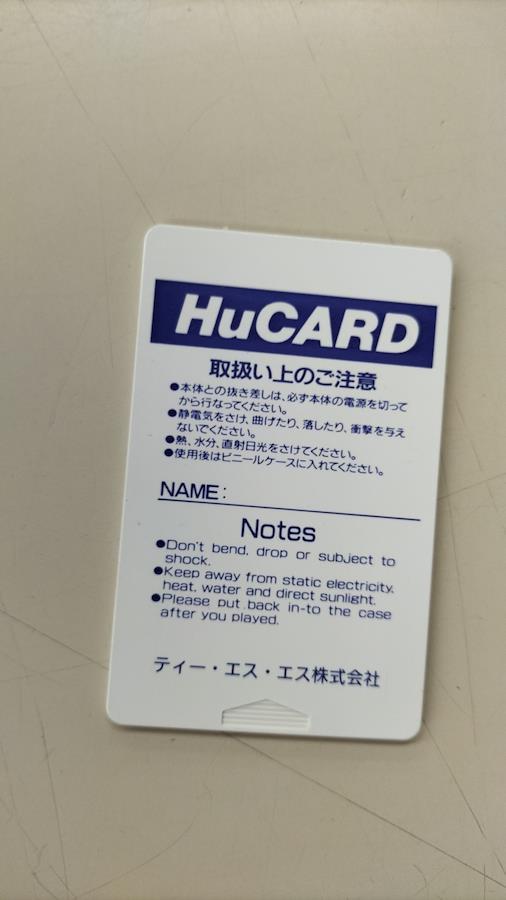 HuCARD
取扱い上のご注意
●本体との抜き差しは、必ず本体の電源を切って
から行なってください。
●静電気をさけ、曲げたり、落したり、衝撃を与え
ないでください。
●熱、水分、直射日光をさけてください。
●使用後はビニールケースに入れてください。
NAME:
Notes
●Don't bend, drop or subject to
shock.
●Keep away from static electricity,
heat, water and direct sunlight.
●Please put back in-to the case
after you played.
ティー・エス・エス株式会社